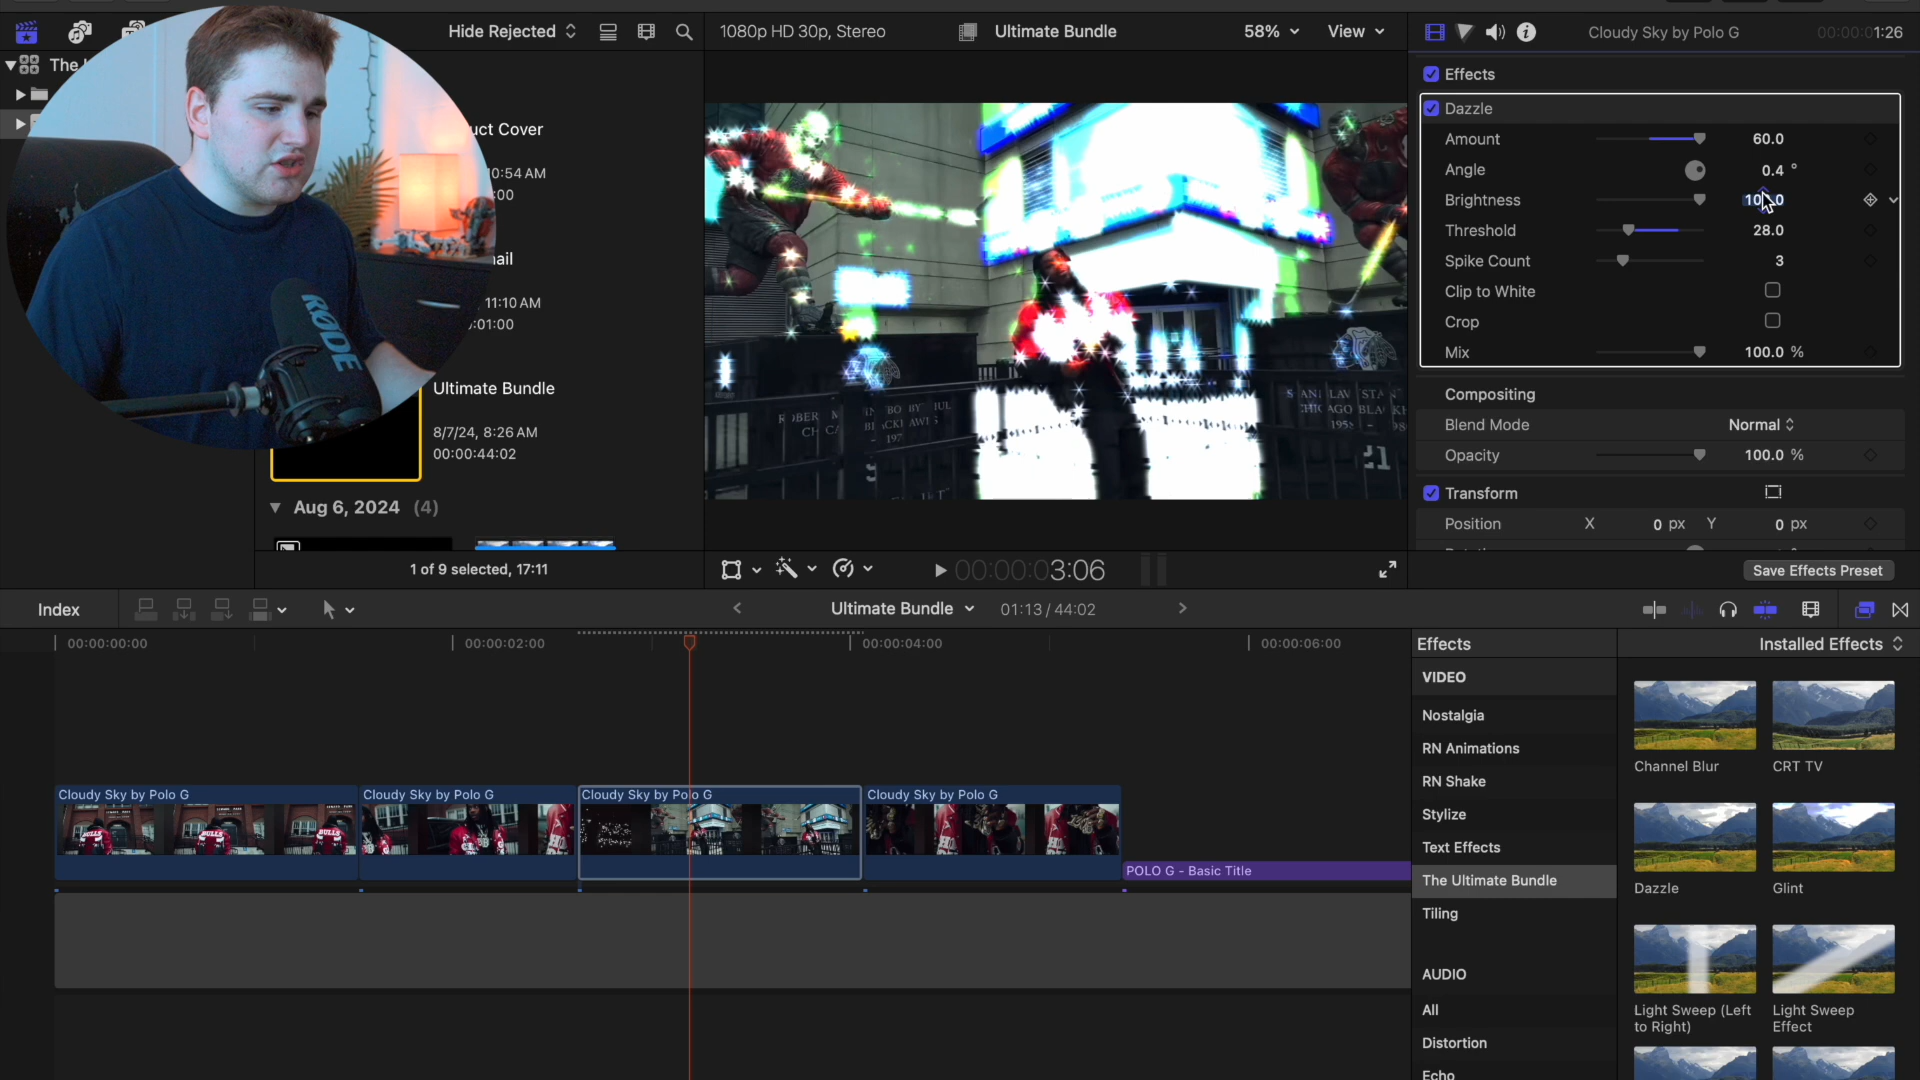 Hide Rejected
1080p HD 30p, Stereo
Ultimate Bundle
58%
View
Cloudy Sky by Polo G
00:00:01:26
The
uct Cover
0:54 AM
:00
ail
11:10 AM
:01:00
Ultimate Bundle
8/7/24, 8:26 AM
00:00:44:02
Aug 6, 2024 (4)
1 of 9 selected, 17:11
00:00:03:06
Effects
Dazzle
Amount 60.0
Angle 0.4 °
Brightness
Threshold 28.0
Spike Count 3
Clip to White
Crop
Mix 100.0 %
Compositing
Blend Mode Normal
Opacity 100.0 %
Transform
Position X 0 px Y 0 px
Save Effects Preset
RØDE
Index
Ultimate Bundle
01:13 / 44:02
00:00:00:00
00:00:02:00
00:00:04:00
00:00:06:00
Cloudy Sky by Polo G
Cloudy Sky by Polo G
Cloudy Sky by Polo G
Cloudy Sky by Polo G
BULLS
BULLS
BULLS
POLO G - Basic Title
Effects
Installed Effects
VIDEO
Nostalgia
RN Animations
RN Shake
Stylize
Text Effects
The Ultimate Bundle
Tiling
AUDIO
All
Distortion
Echo
Channel Blur
CRT TV
Dazzle
Glint
Light Sweep (Left
to Right)
Light Sweep
Effect